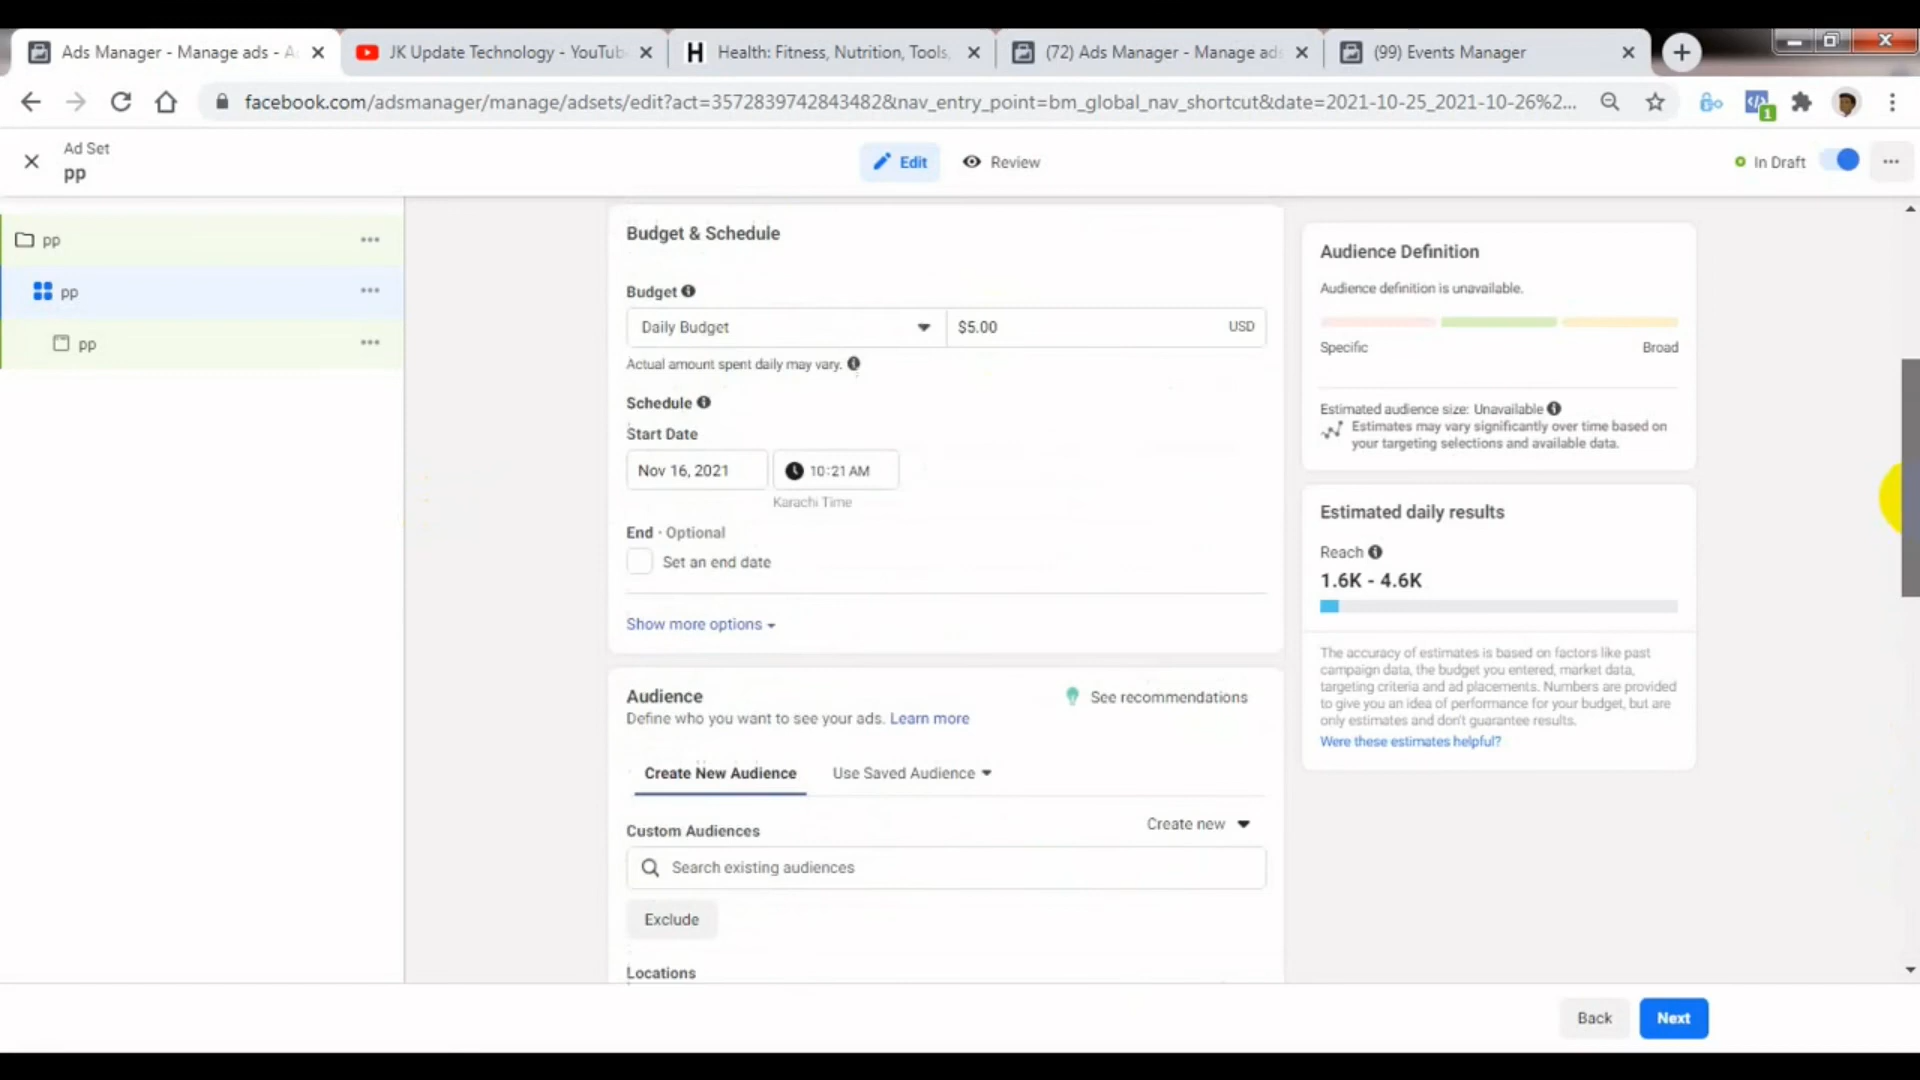 Ads Manager - Manage ads - A
JK Update Technology - YouTub
Health: Fitness, Nutrition, Tools,
(72) Ads Manager - Manage ads
(99) Events Manager
facebook.com/adsmanager/manage/adsets/edit?act=3572839742843482&nav_entry_point=bm_global_nav_shortcut&date=2021-10-25_2021-10-26%2...
1
Ad Set
pp
Edit
Review
In Draft
pp
pp
pp
Budget & Schedule
Budget
Daily Budget
$5.00
USD
Actual amount spent daily may vary.
Schedule
Start Date
Nov 16, 2021
10:21 AM
Karachi Time
End · Optional
Set an end date
Show more options
Audience
See recommendations
Define who you want to see your ads. Learn more
Create New Audience
Use Saved Audience
Custom Audiences
Create new
Search existing audiences
Exclude
Locations
Audience Definition
Audience definition is unavailable.
Specific
Broad
Estimated audience size: Unavailable
Estimates may vary significantly over time based on
your targeting selections and available data.
Estimated daily results
Reach
1.6K - 4.6K
The accuracy of estimates is based on factors like past
campaign data, the budget you entered, market data,
targeting criteria and ad placements. Numbers are provided
to give you an idea of performance for your budget, but are
only estimates and don't guarantee results.
Were these estimates helpful?
Back
Next